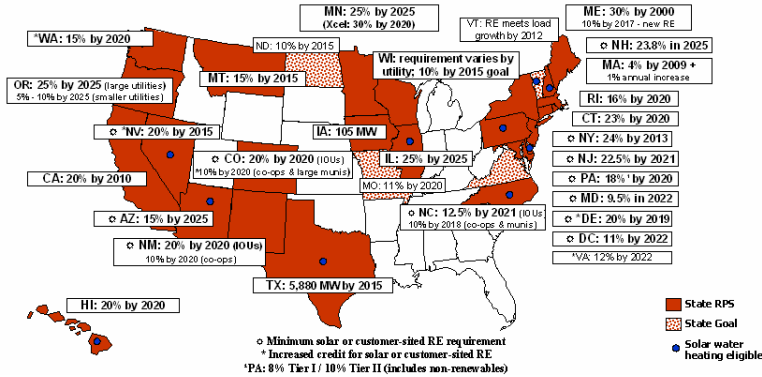 MN: 25% by 2025
(Xcel: 30% by 2020)
VT: RE meets load
growth by 2012
ME: 30% by 2000
10% by 2017 - new RE
*WA: 15% by 2020
ND: 10% by 2015
☼ NH: 23.8% in 2025
WI: requirement varies by
utility; 10% by 2015 goal
MA: 4% by 2009 +
1% annual increase
OR: 25% by 2025 (large utilities)
5% - 10% by 2025 (smaller utilities)
MT: 15% by 2015
RI: 16% by 2020
CT: 23% by 2020
☼ *NV: 20% by 2015
IA: 105 MW
☼ NY: 24% by 2013
☼ CO: 20% by 2020 (IOUs)
*10% by 2020 (co-ops & large munis)
IL: 25% by 2025
☼ NJ: 22.5% by 2021
CA: 20% by 2010
MO: 11% by 2020
☼ PA: 18%¹ by 2020
☼ MD: 9.5% in 2022
☼ AZ: 15% by 2025
☼ NC: 12.5% by 2021 (IOUs)
10% by 2018 (co-ops & munis)
☼ *DE: 20% by 2019
☼ DC: 11% by 2022
☼ NM: 20% by 2020 (IOUs)
10% by 2020 (co-ops)
*VA: 12% by 2022
TX: 5,880 MW by 2015
HI: 20% by 2020
State RPS
State Goal
Solar water
heating eligible
☼ Minimum solar or customer-sited RE requirement
* Increased credit for solar or customer-sited RE
¹PA: 8% Tier I / 10% Tier II (includes non-renewables)